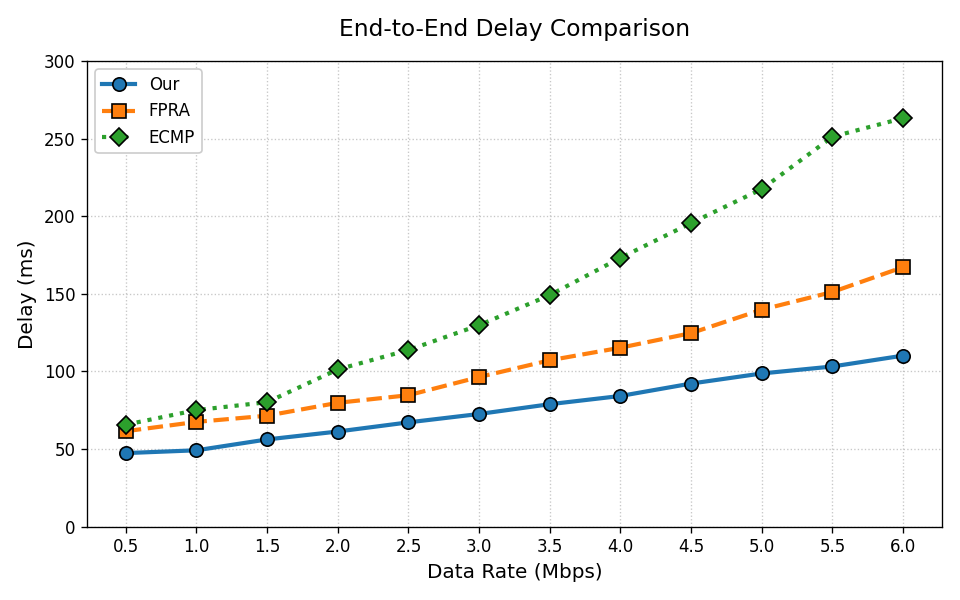 End-to-End Delay Comparison
Our
FPRA
ECMP
Delay (ms)
300
250
200
150
100
50
0
0.5 1.0 1.5 2.0 2.5 3.0 3.5 4.0 4.5 5.0 5.5 6.0
Data Rate (Mbps)